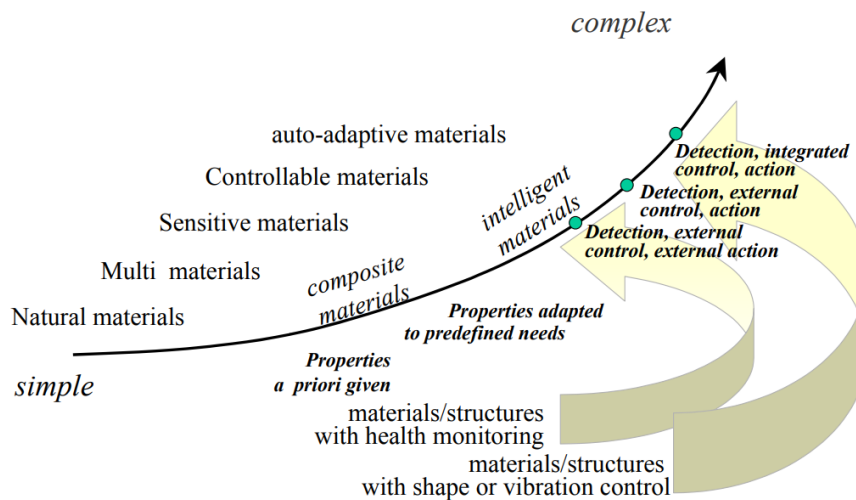 complex
auto-adaptive materials
Detection, integrated
control, action
Controllable materials
intelligent
materials
Detection, external
control, action
Sensitive materials
Detection, external
control, external action
Multi  materials
composite
materials
Natural materials
Properties adapted
to predefined needs
simple
Properties
a  priori given
materials/structures
with health monitoring
materials/structures
with shape or vibration control